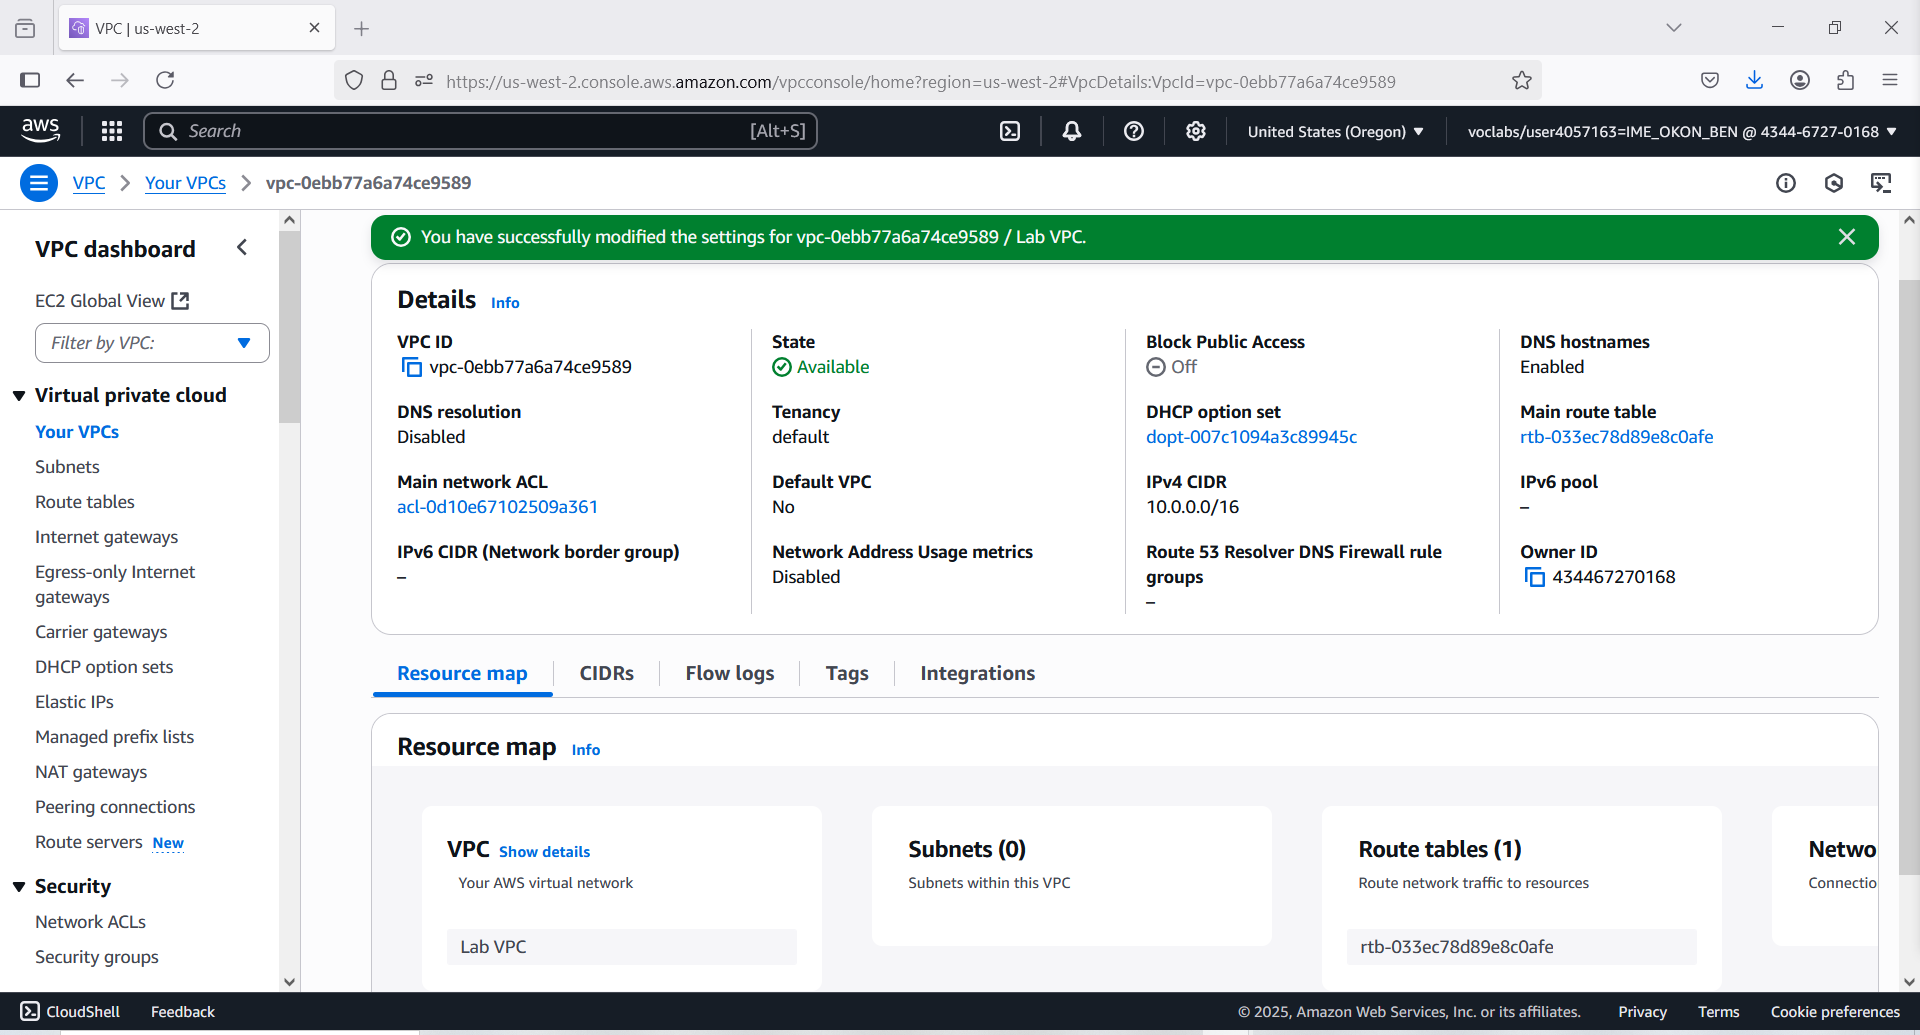 VPC | us-west-2
https://us-west-2.console.aws.amazon.com/vpcconsole/home?region=us-west-2#VpcDetails:VpcId=vpc-0ebb77a6a74ce9589
aws
Search
[Alt+S]
United States (Oregon)
voclabs/user4057163=IME_OKON_BEN @ 4344-6727-0168
VPC
Your VPCs
vpc-0ebb77a6a74ce9589
VPC dashboard
EC2 Global View
Filter by VPC:
Virtual private cloud
Your VPCs
Subnets
Route tables
Internet gateways
Egress-only Internet
gateways
Carrier gateways
DHCP option sets
Elastic IPs
Managed prefix lists
NAT gateways
Peering connections
Route servers New
Security
Network ACLs
Security groups
You have successfully modified the settings for vpc-0ebb77a6a74ce9589 / Lab VPC.
Details Info
VPC ID
vpc-0ebb77a6a74ce9589
State
Available
Block Public Access
Off
DNS hostnames
Enabled
DNS resolution
Disabled
Tenancy
default
DHCP option set
dopt-007c1094a3c89945c
Main route table
rtb-033ec78d89e8c0afe
Main network ACL
acl-0d10e67102509a361
Default VPC
No
IPv4 CIDR
10.0.0.0/16
IPv6 pool
–
IPv6 CIDR (Network border group)
–
Network Address Usage metrics
Disabled
Route 53 Resolver DNS Firewall rule
groups
–
Owner ID
434467270168
Resource map
CIDRs
Flow logs
Tags
Integrations
Resource map Info
VPC Show details
Your AWS virtual network
Lab VPC
Subnets (0)
Subnets within this VPC
Route tables (1)
Route network traffic to resources
rtb-033ec78d89e8c0afe
Netwo
Connectio
CloudShell
Feedback
© 2025, Amazon Web Services, Inc. or its affiliates.
Privacy
Terms
Cookie preferences